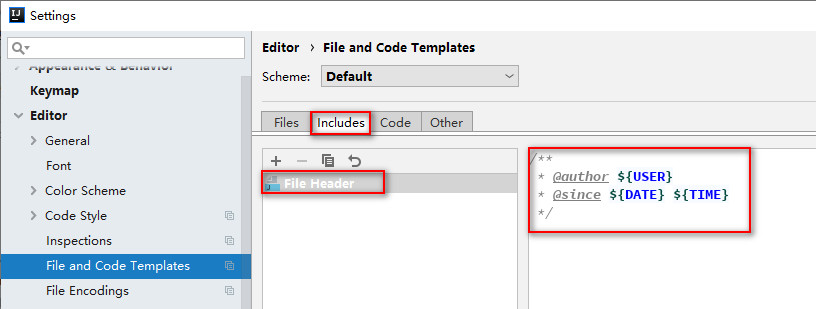 IJ
Settings
Editor › File and Code Templates
Scheme: Default
Appearance & Behavior
Keymap
Editor
General
Font
Color Scheme
Code Style
Inspections
File and Code Templates
File Encodings
Files Includes Code Other
File Header
/**
* @author ${USER}
* @since ${DATE} ${TIME}
*/